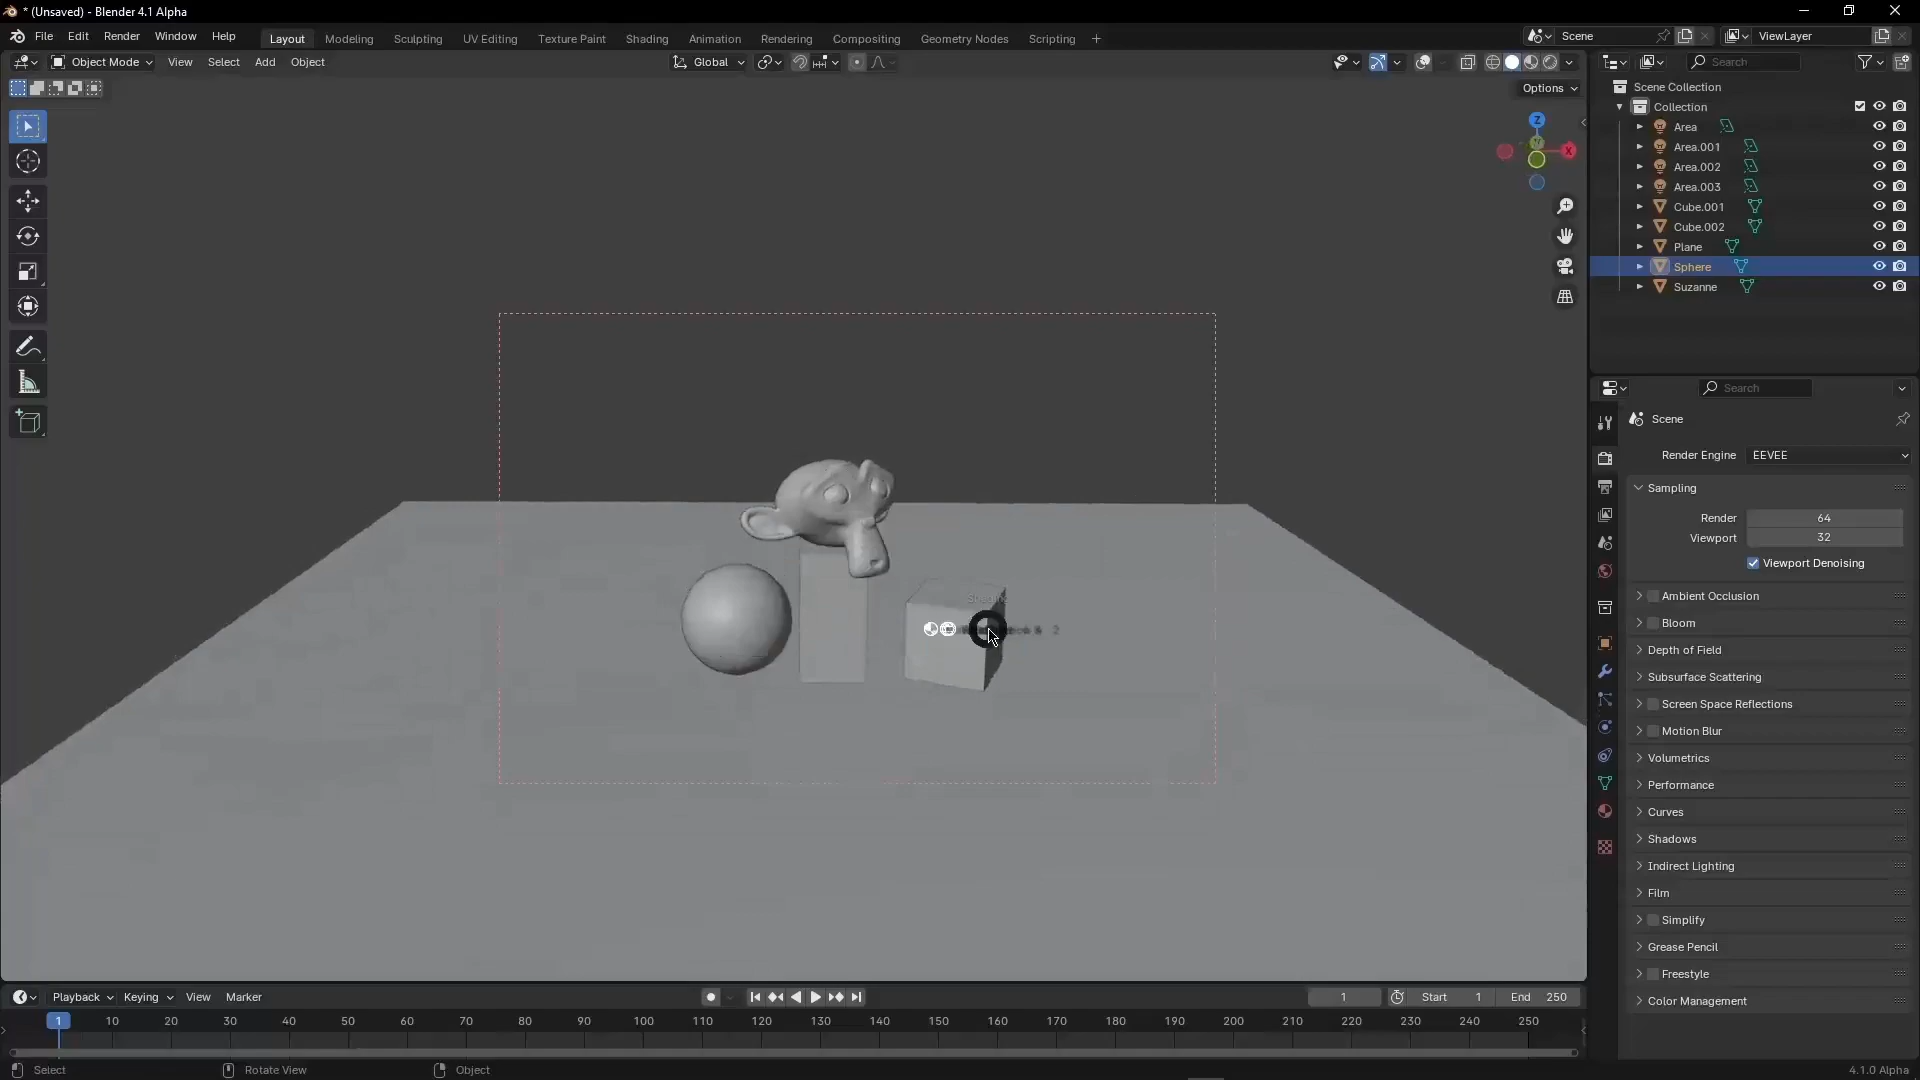 * (Unsaved) - Blender 4.1 Alpha
File Edit Render Window Help
Layout Modeling Sculpting UV Editing Texture Paint Shading Animation Rendering Compositing Geometry Nodes Scripting +
Scene
ViewLayer
Object Mode View Select Add Object
Global
Options
Z
Y
X
Search
Scene Collection
Collection
Area
Area.001
Area.002
Area.003
Cube.001
Cube.002
Plane
Sphere
Suzanne
Search
Scene
Render Engine EEVEE
Sampling
Render 64
Viewport 32
Viewport Denoising
Ambient Occlusion
Bloom
Depth of Field
Subsurface Scattering
Screen Space Reflections
Motion Blur
Volumetrics
Performance
Curves
Shadows
Indirect Lighting
Film
Simplify
Grease Pencil
Freestyle
Color Management
2
Playback Keying View Marker
1 Start 1 End 250
1 10 20 30 40 50 60 70 80 90 100 110 120 130 140 150 160 170 180 190 200 210 220 230 240 250
Select Rotate View Object
4.1.0 Alpha